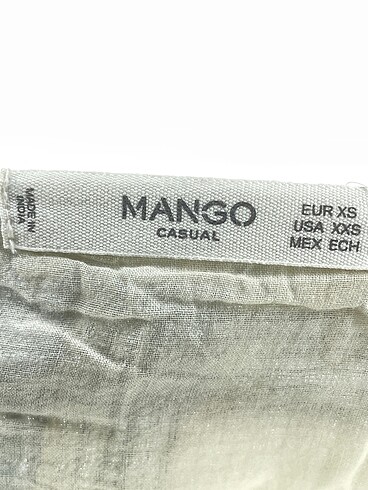 MADE IN
INDIA
MANGO
CASUAL
EUR XS
USA XXS
MEX ECH